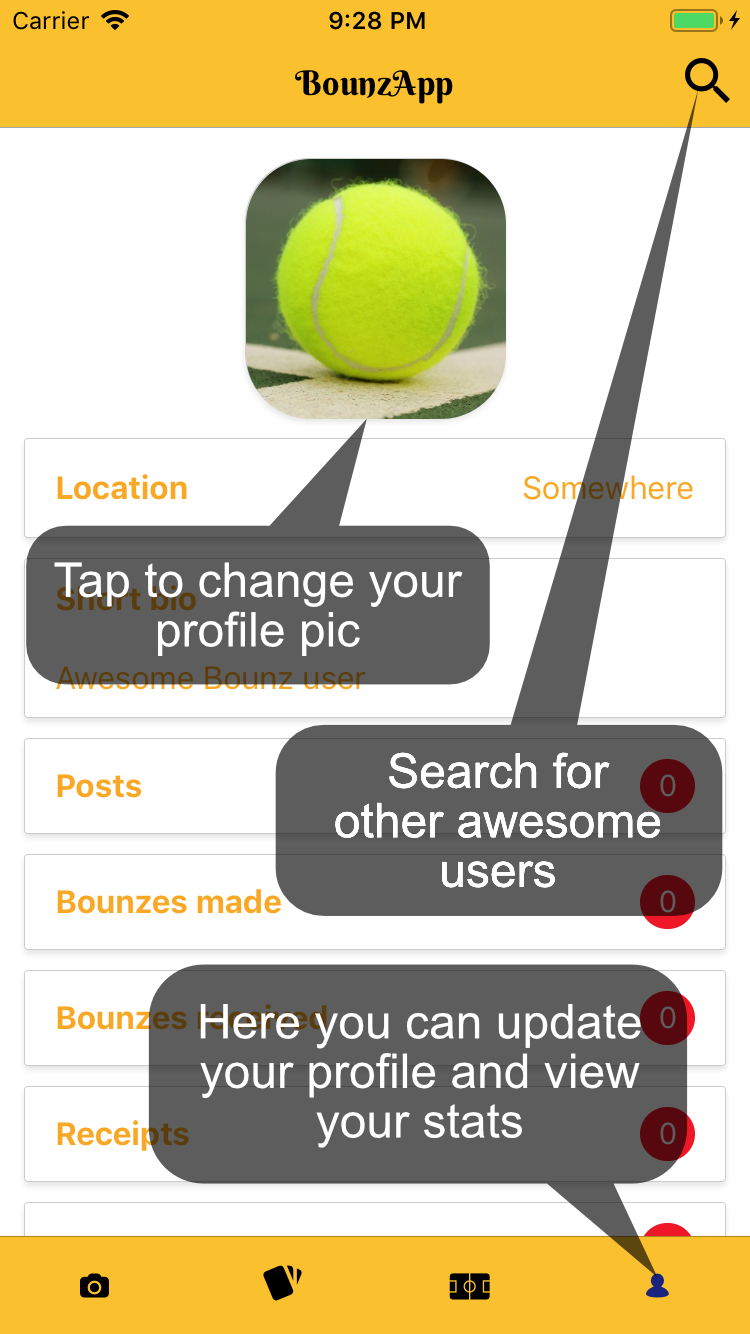 Carrier 9:28 PM
BounzApp
Location Somewhere
Tap to change your
profile pic
Short bio
Awesome Bounz user
Search for
other awesome
users
Posts 0
Bounzes made 0
Here you can update
your profile and view
your stats
Bounzes received 0
Receipts 0